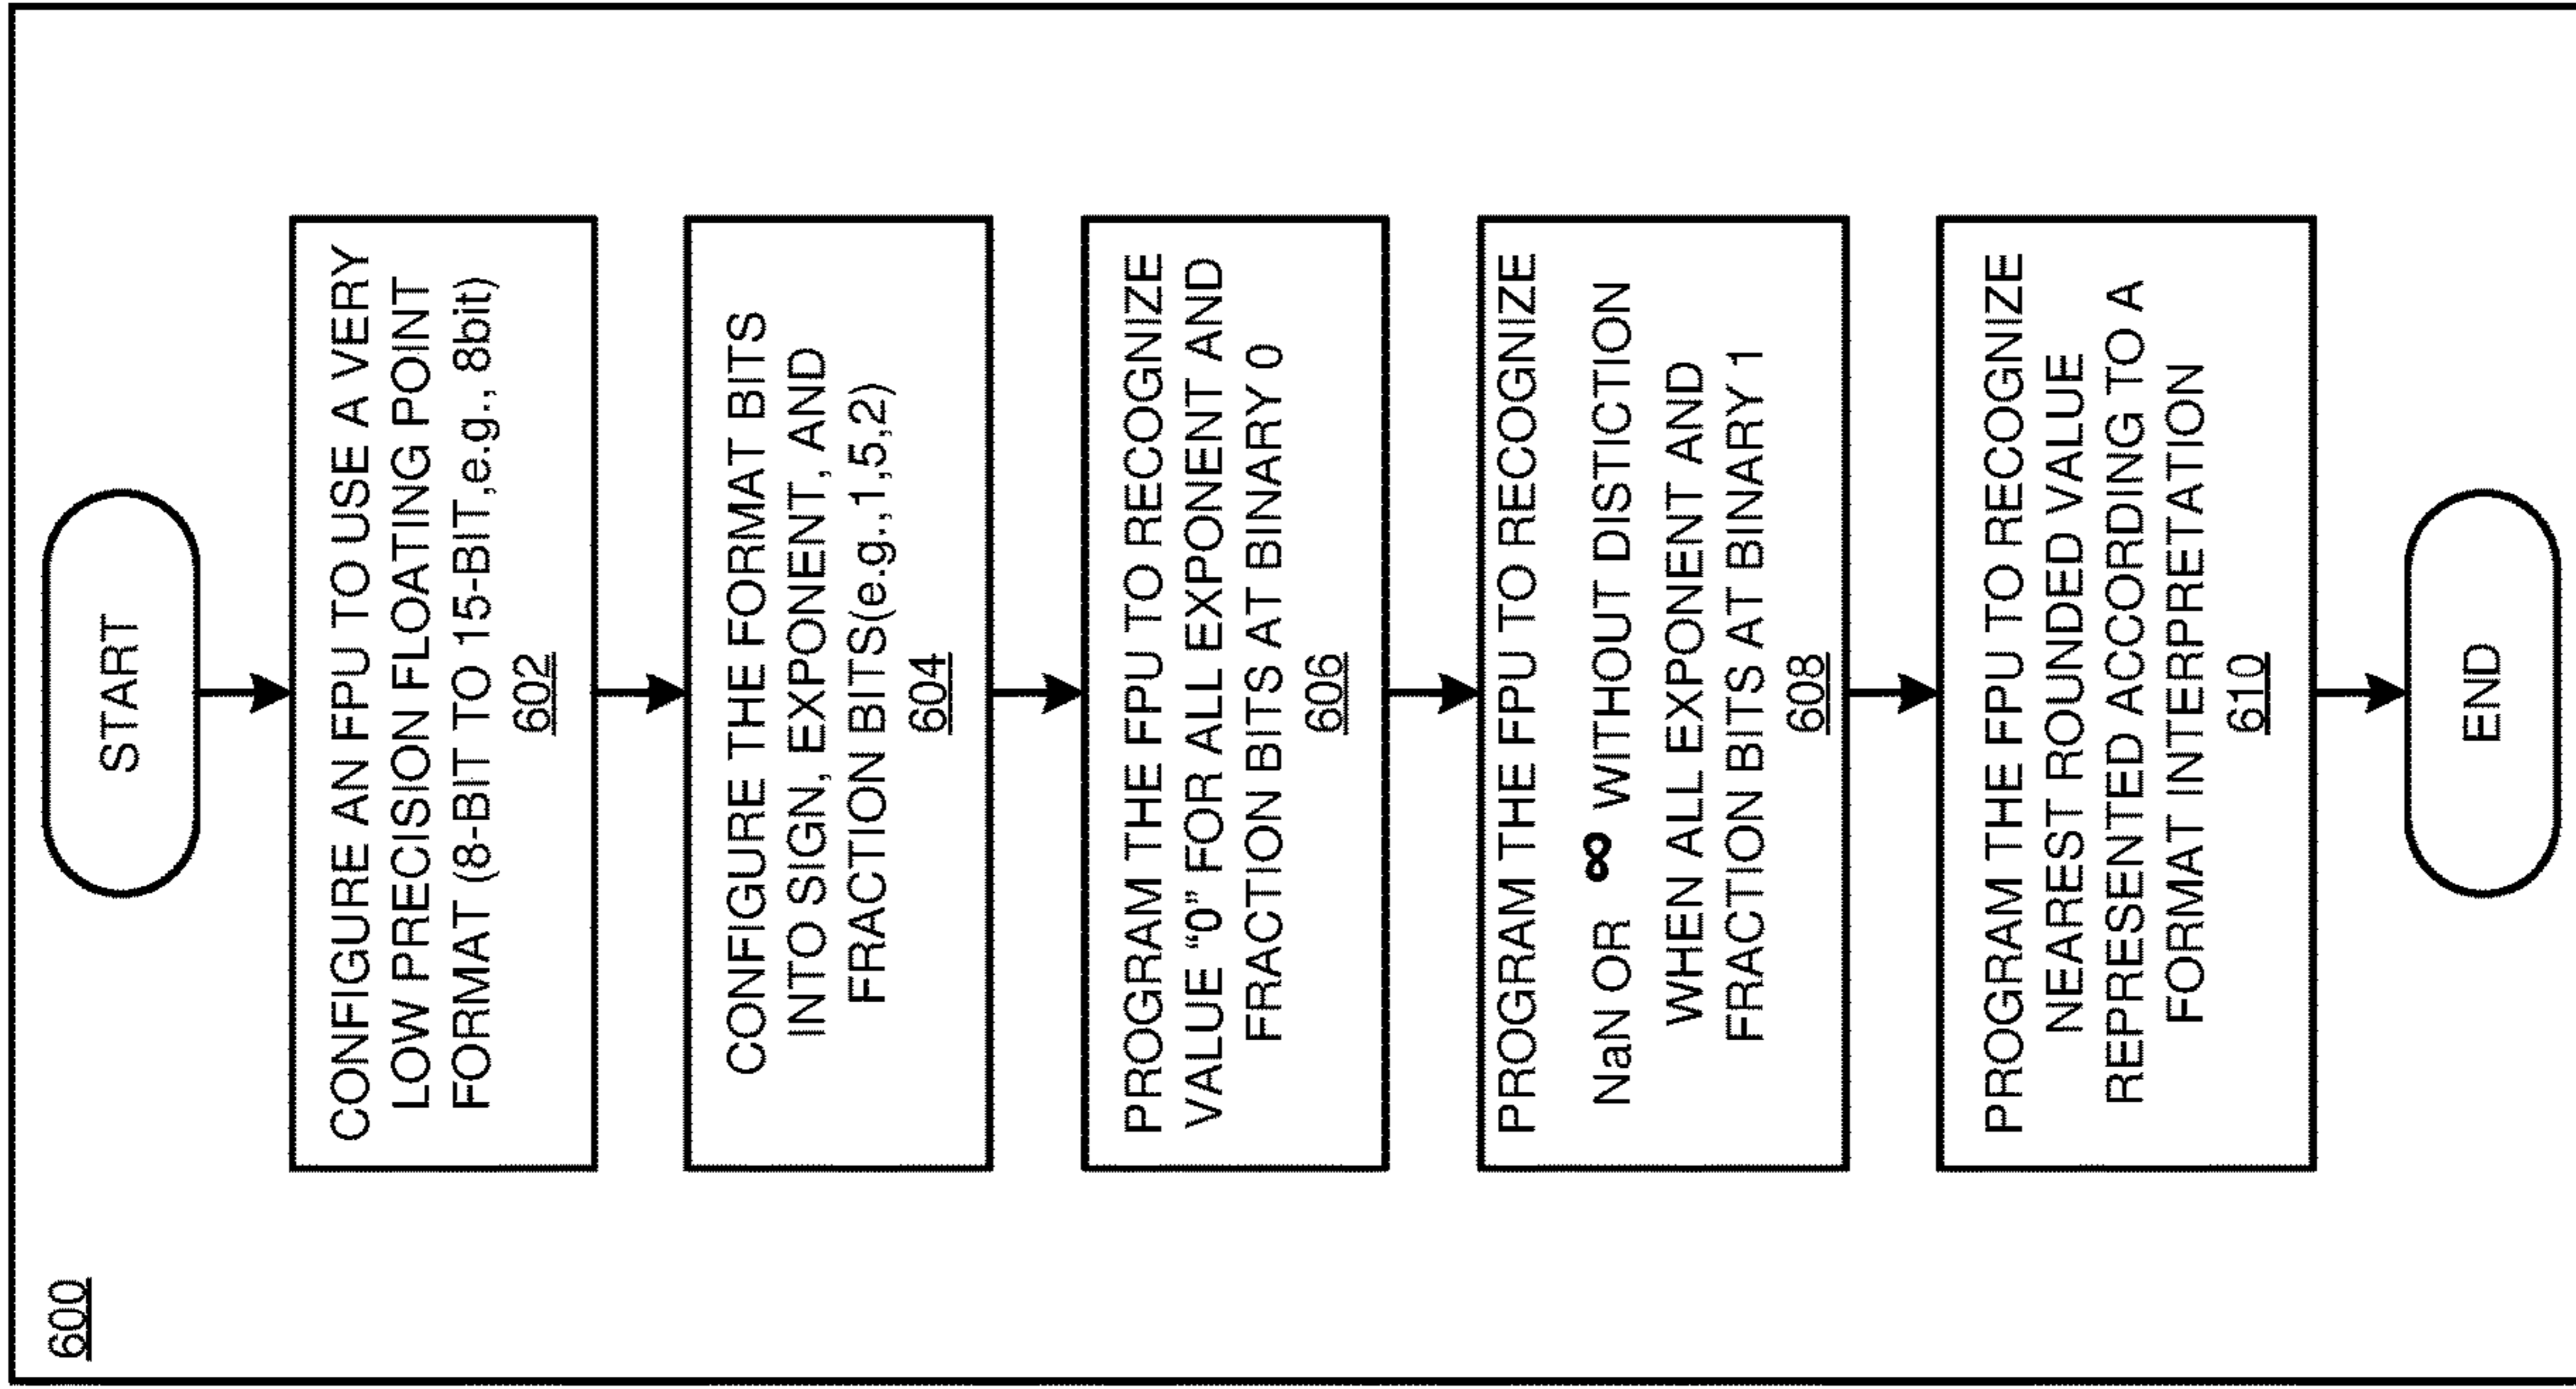 600
START
CONFIGURE AN FPU TO USE A VERY
LOW PRECISION FLOATING POINT
FORMAT (8-BIT TO 15-BIT,e.g., 8bit)
602
CONFIGURE THE FORMAT BITS
INTO SIGN, EXPONENT, AND
FRACTION BITS(e.g.,1,5,2)
604
PROGRAM THE FPU TO RECOGNIZE
VALUE “0” FOR ALL EXPONENT AND
FRACTION BITS AT BINARY 0
606
PROGRAM THE FPU TO RECOGNIZE
NaN OR ∞ WITHOUT DISTICTION
WHEN ALL EXPONENT AND
FRACTION BITS AT BINARY 1
608
PROGRAM THE FPU TO RECOGNIZE
NEAREST ROUNDED VALUE
REPRESENTED ACCORDING TO A
FORMAT INTERPRETATION
610
END